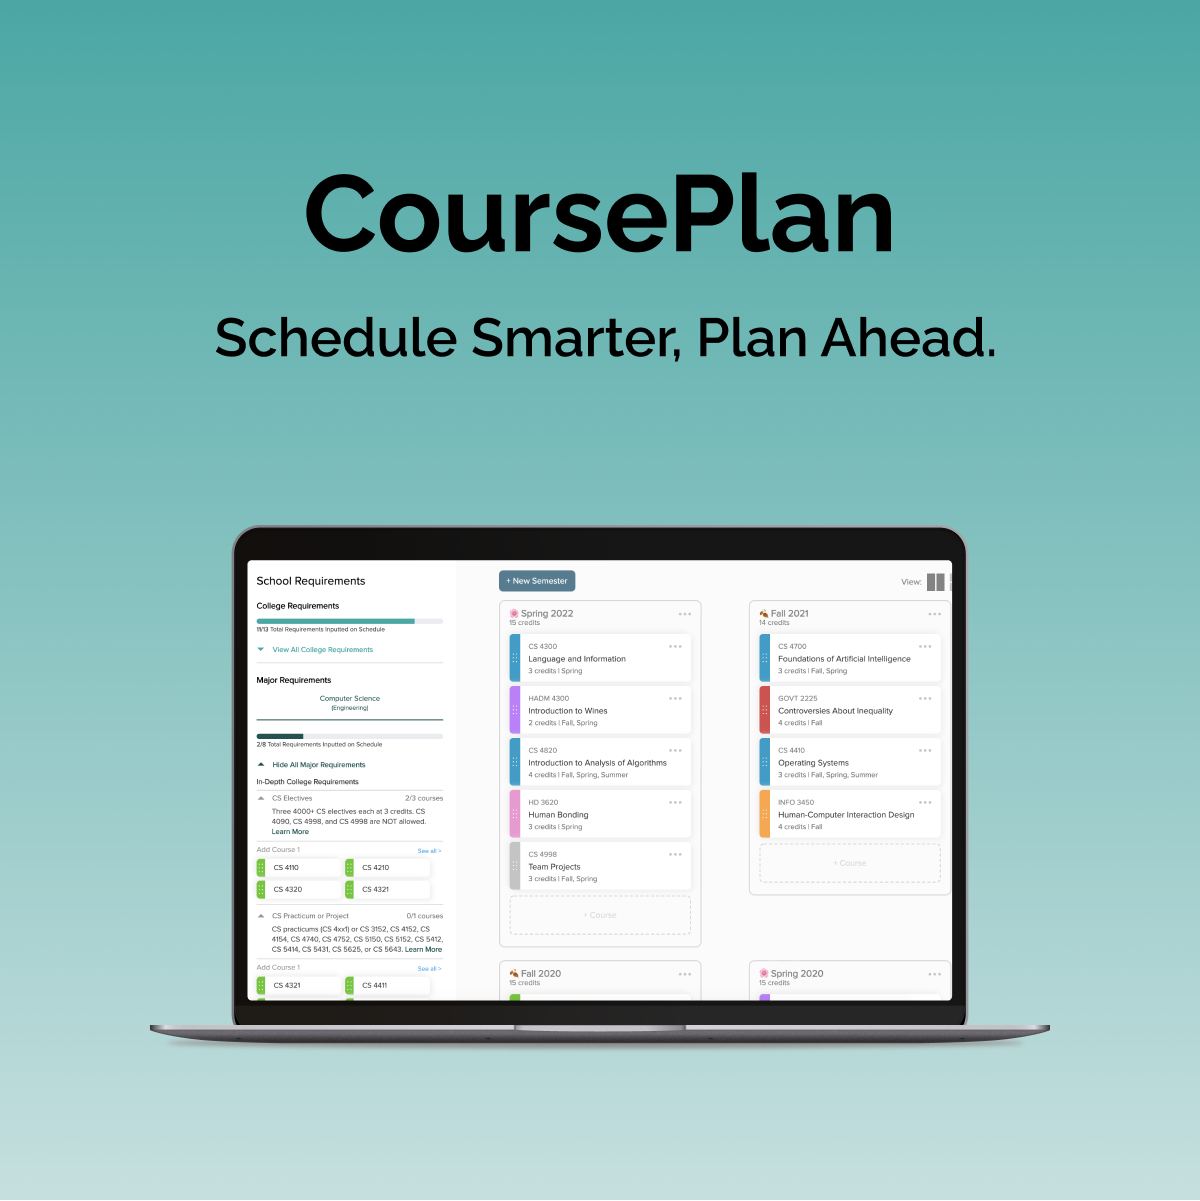 CoursePlan
Schedule Smarter, Plan Ahead.
School Requirements
College Requirements
11/13 Total Requirements Inputted on Schedule
View All College Requirements
Major Requirements
Computer Science
(Engineering)
2/8 Total Requirements Inputted on Schedule
Hide All Major Requirements
In-Depth College Requirements
CS Electives 2/3 courses
Three 4000+ CS electives each at 3 credits. CS
4090, CS 4998, and CS 4998 are NOT allowed.
Learn More
Add Course 1 See all >
CS 4110 CS 4210
CS 4320 CS 4321
CS Practicum or Project 0/1 courses
CS practicums (CS 4xx1) or CS 3152, CS 4152, CS
4154, CS 4740, CS 4752, CS 5150, CS 5152, CS 5412,
CS 5414, CS 5431, CS 5625, or CS 5643. Learn More
Add Course 1 See all >
CS 4321 CS 4411
+ New Semester
View:
Spring 2022
15 credits
CS 4300
Language and Information
3 credits | Spring
HADM 4300
Introduction to Wines
2 credits | Fall, Spring
CS 4820
Introduction to Analysis of Algorithms
4 credits | Fall, Spring, Summer
HD 3620
Human Bonding
3 credits | Spring
CS 4998
Team Projects
3 credits | Fall, Spring
+ Course
Fall 2021
14 credits
CS 4700
Foundations of Artificial Intelligence
3 credits | Fall, Spring
GOVT 2225
Controversies About Inequality
4 credits | Fall
CS 4410
Operating Systems
3 credits | Fall, Spring, Summer
INFO 3450
Human-Computer Interaction Design
4 credits | Fall
+ Course
Fall 2020
15 credits
Spring 2020
15 credits